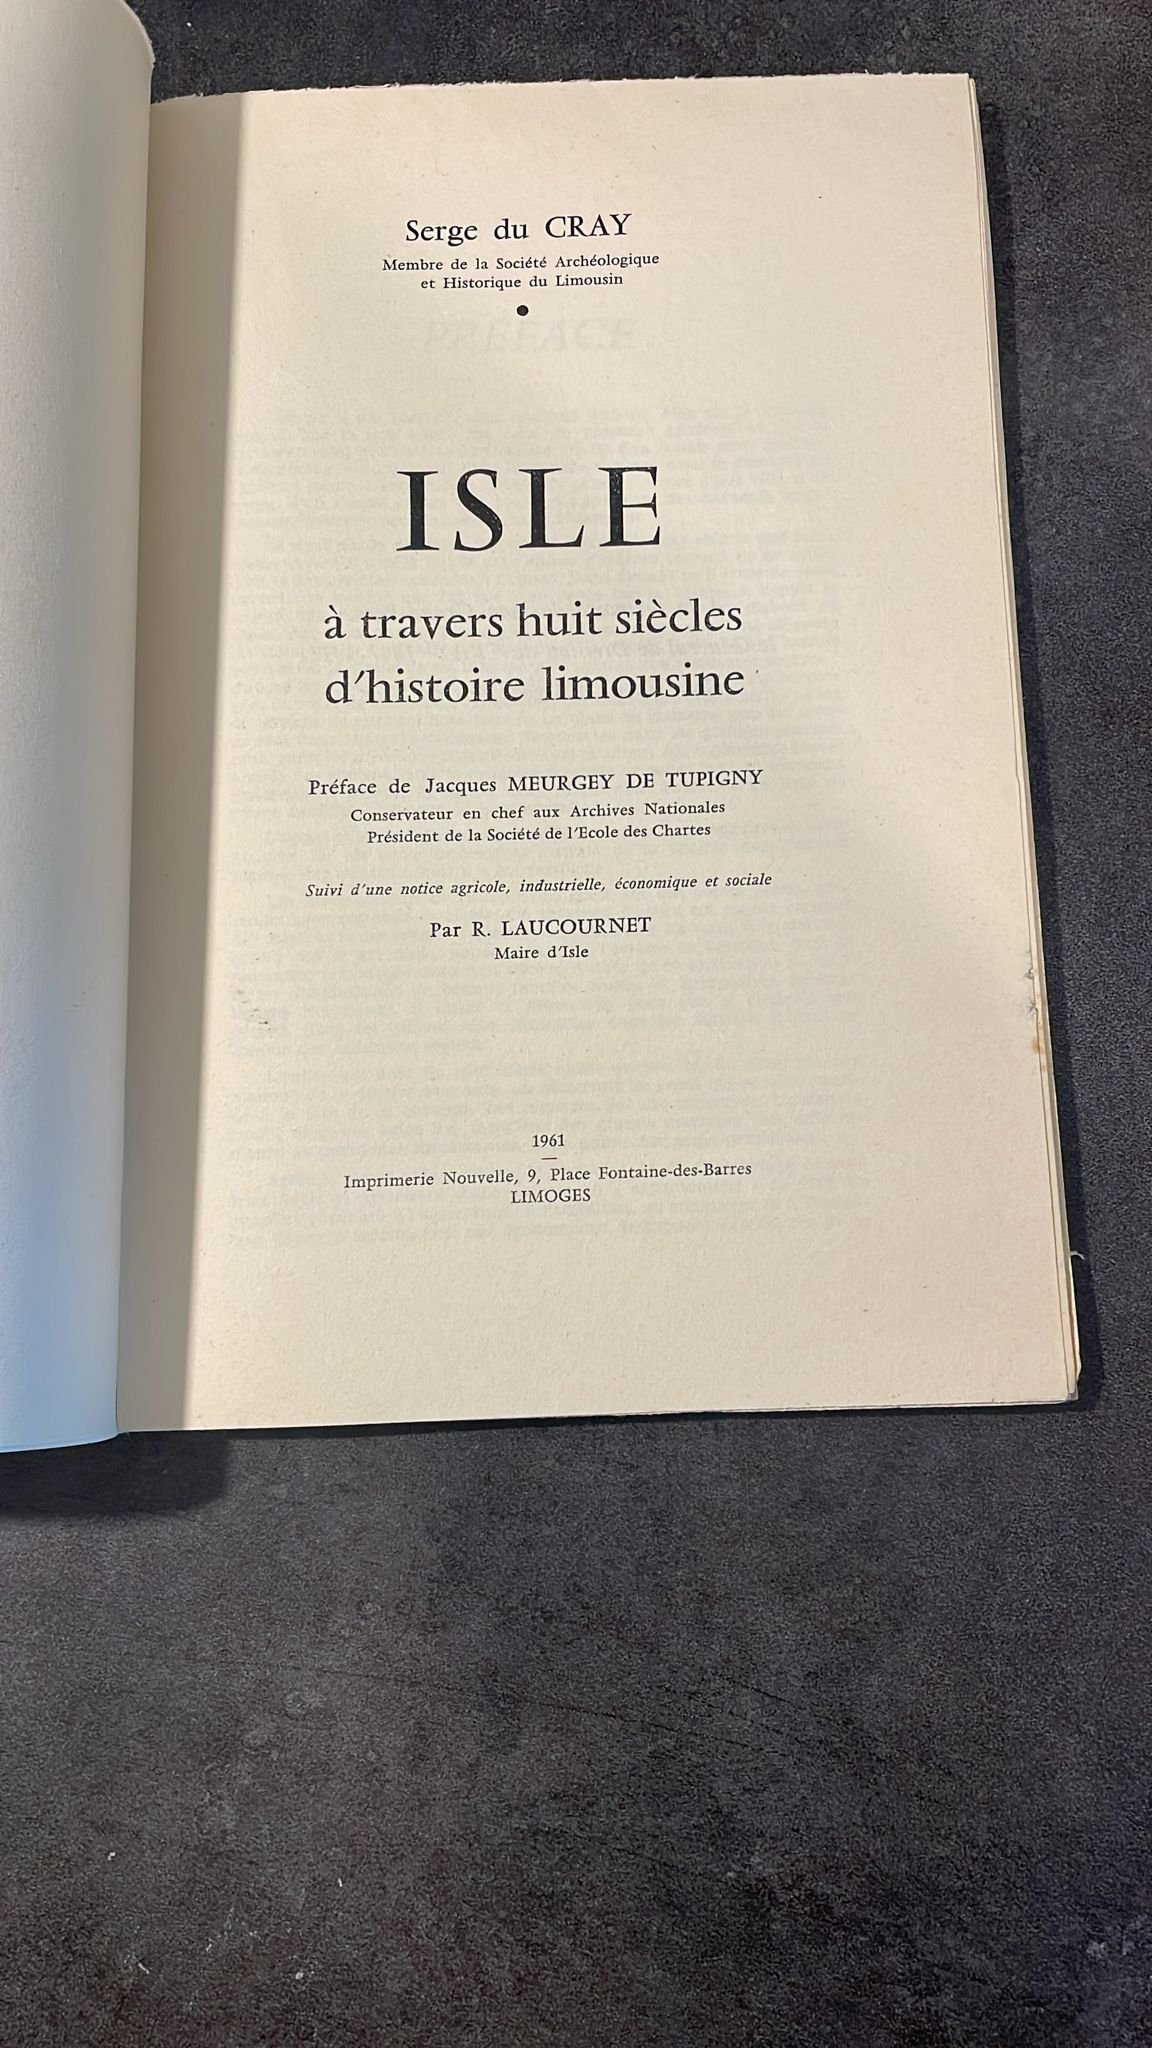 Serge du CRAY
Membre de la Société Archéologique
et Historique du Limousin
ISLE
à travers huit siècles
d'histoire limousine
Préface de Jacques MEURGEY DE TUPIGNY
Conservateur en chef aux Archives Nationales
Président de la Société de l'Ecole des Chartes
Suivi d'une notice agricole, industrielle, économique et sociale
Par R. LAUCOURNET
Maire d'Isle
1961
Imprimerie Nouvelle, 9, Place Fontaine-des-Barres
LIMOGES